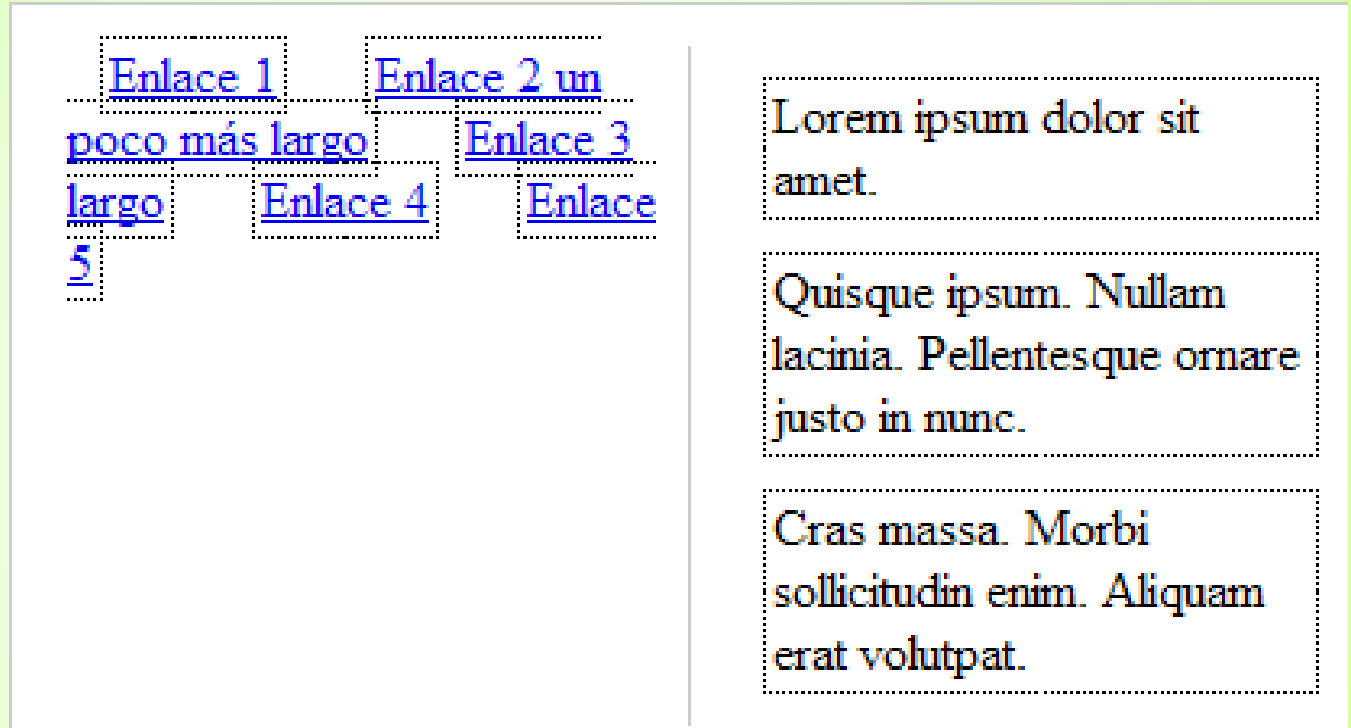 Enlace 1 Enlace 2 un
poco más largo Enlace 3
largo Enlace 4 Enlace
5
Lorem ipsum dolor sit
amet.
Quisque ipsum. Nullam
lacinia. Pellentesque ornare
justo in nunc.
Cras massa. Morbi
sollicitudin enim. Aliquam
erat volutpat.